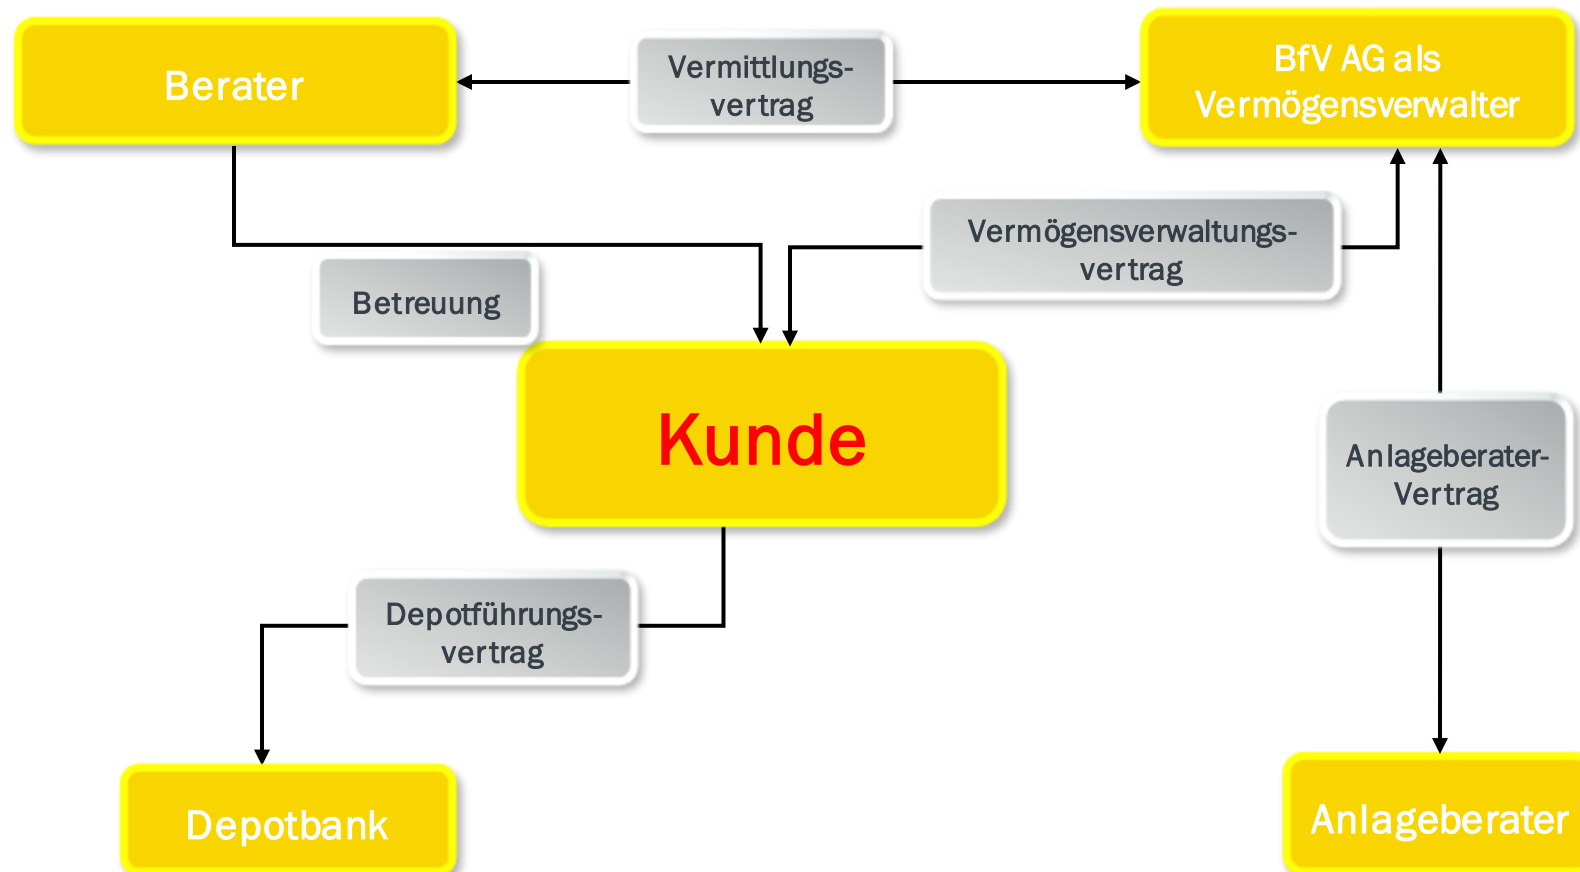 Berater
Vermittlungs-
vertrag
BfV AG als
Vermögensverwalter
Vermögensverwaltungs-
vertrag
Betreuung
Kunde
Anlageberater-
Vertrag
Depotführungs-
vertrag
Depotbank
Anlageberater